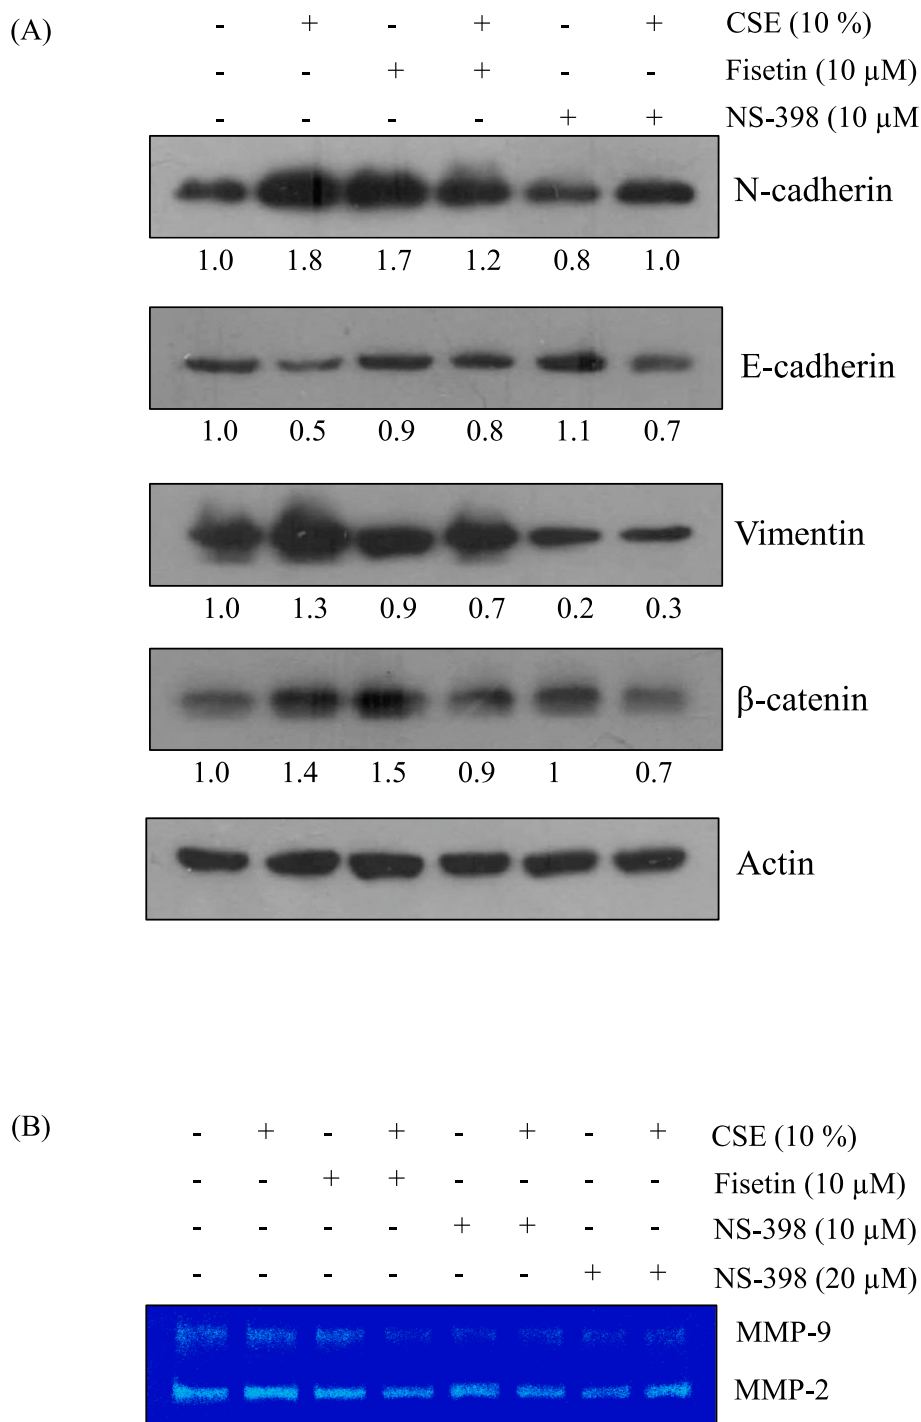 (A)
- + - + - + CSE (10 %)
- - + + - - Fisetin (10 µM)
- - - - + + NS-398 (10 µM
N-cadherin
1.0 1.8 1.7 1.2 0.8 1.0
E-cadherin
1.0 0.5 0.9 0.8 1.1 0.7
Vimentin
1.0 1.3 0.9 0.7 0.2 0.3
β-catenin
1.0 1.4 1.5 0.9 1 0.7
Actin
(B)
- + - + - + - + CSE (10 %)
- - + + - - - - Fisetin (10 µM)
- - - - + + - - NS-398 (10 µM)
- - - - - - + + NS-398 (20 µM)
MMP-9
MMP-2